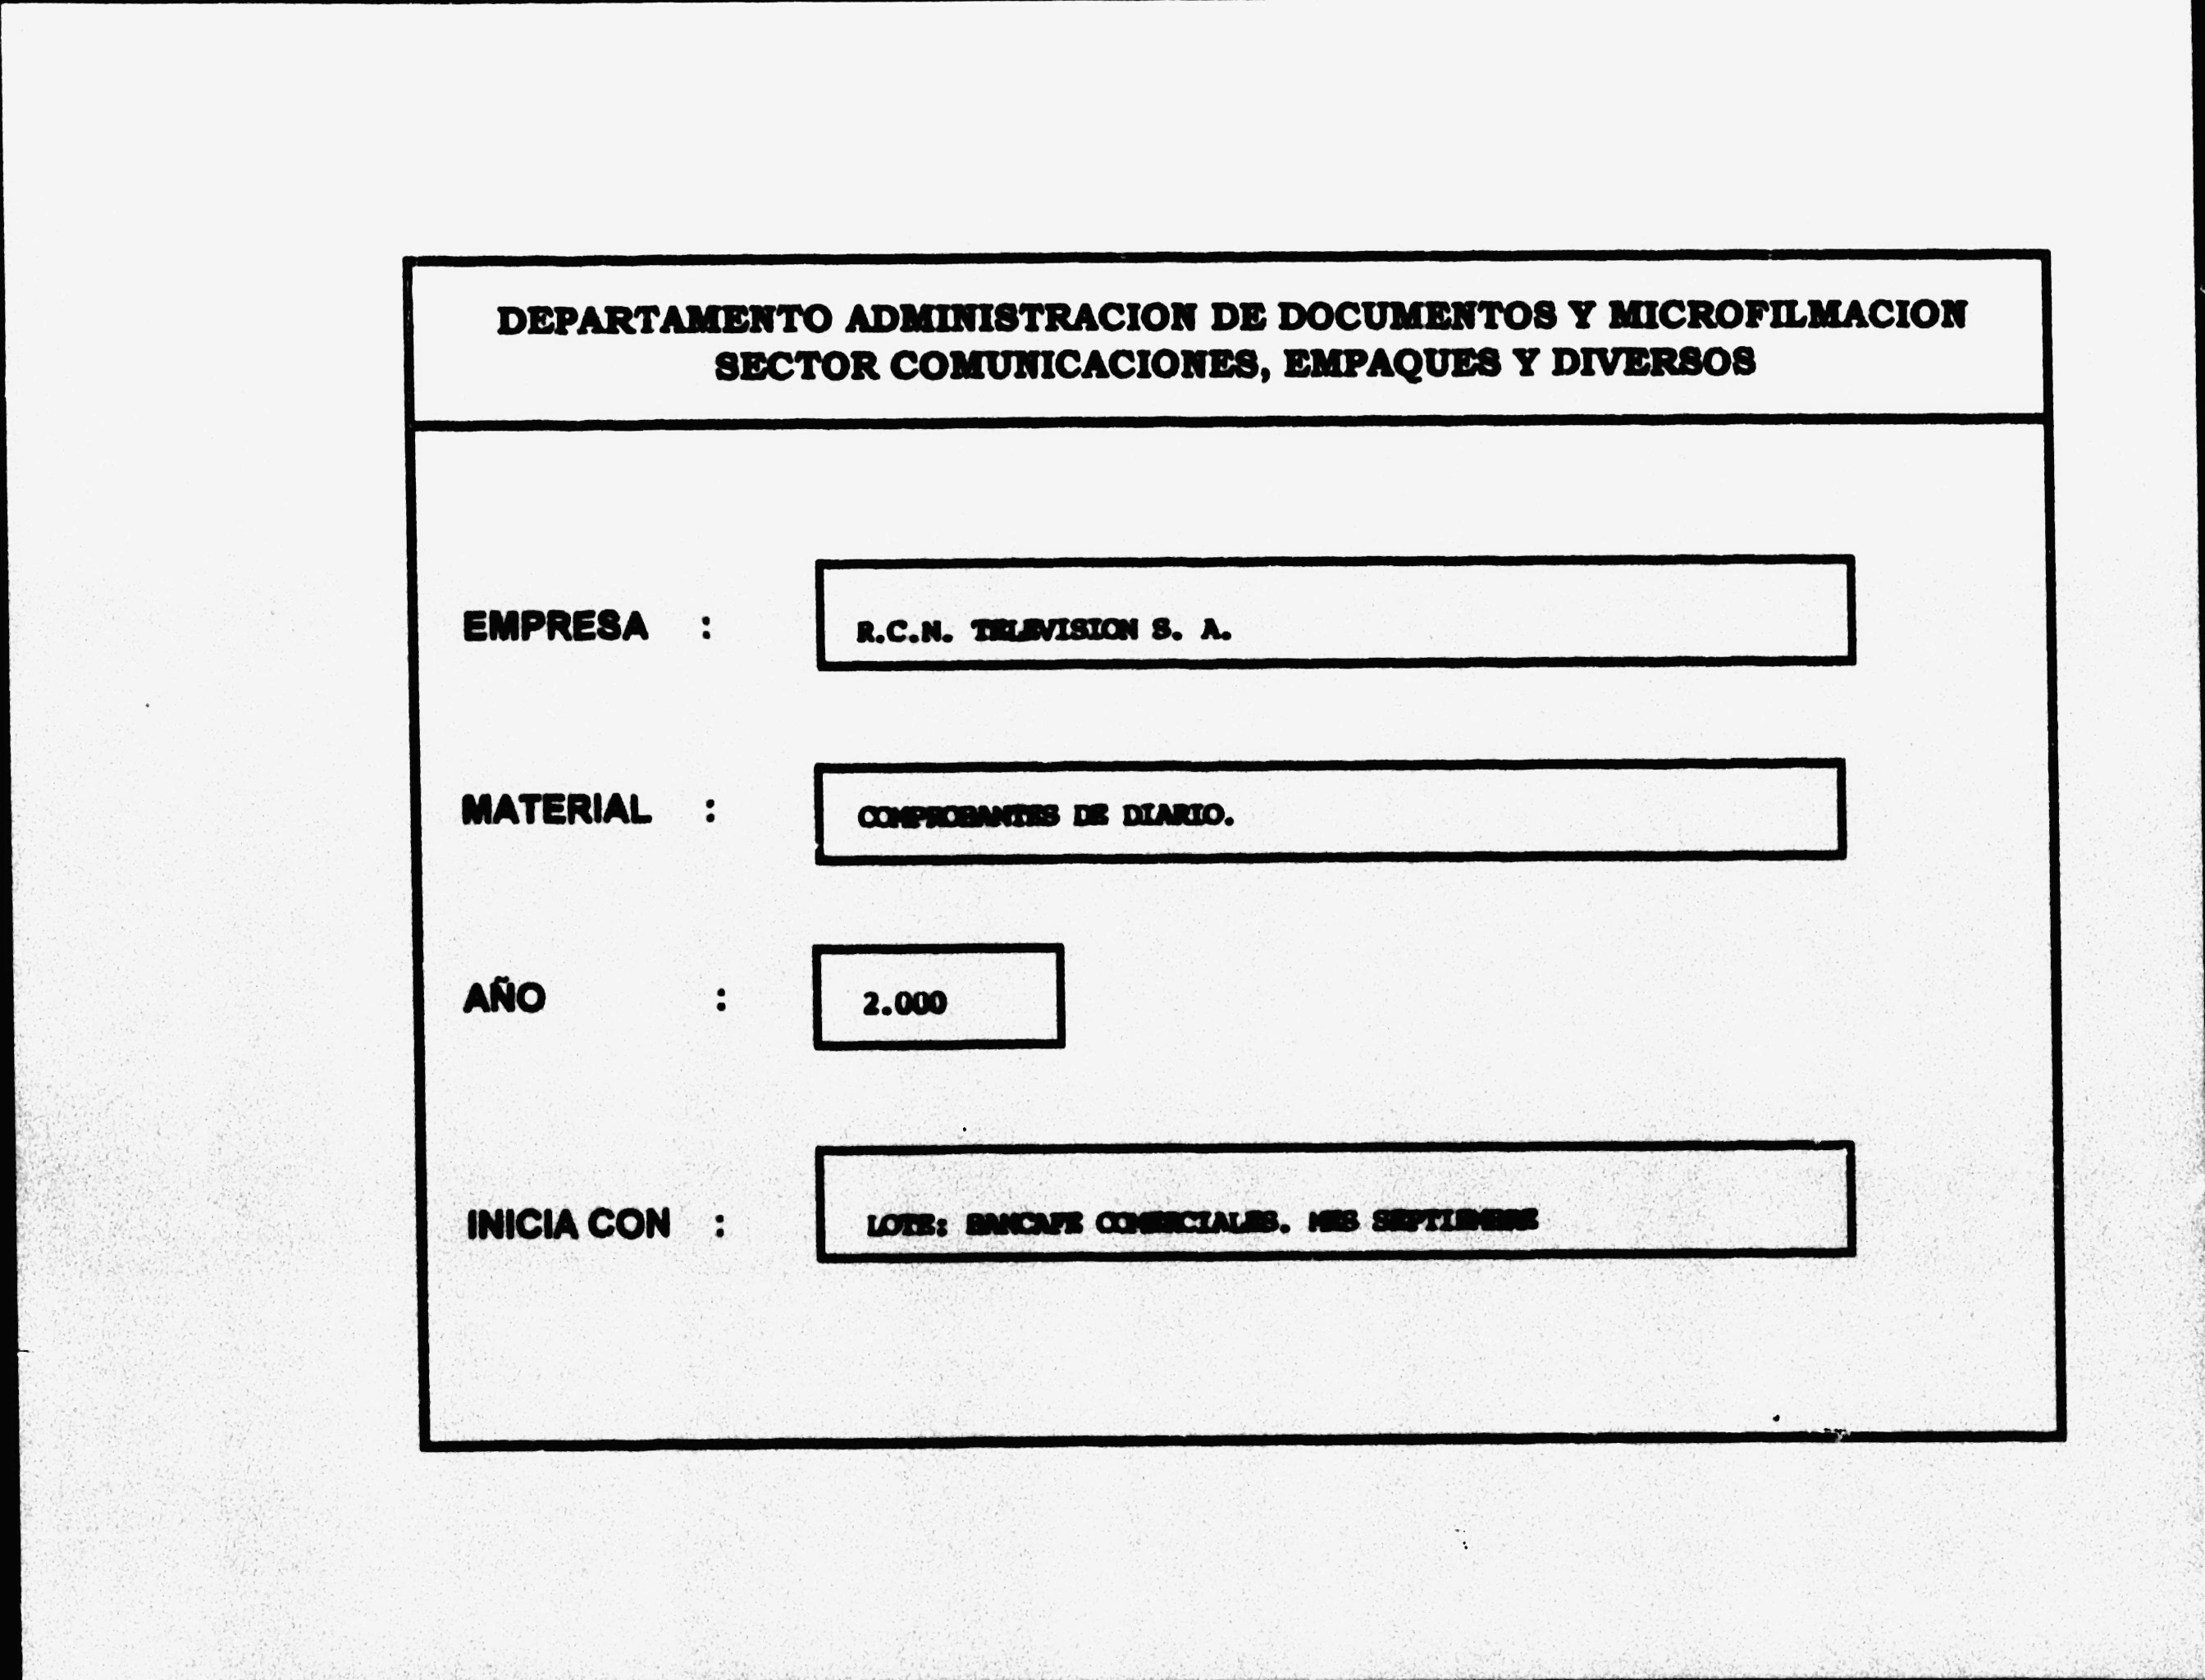 DEPARTAMENTO ADMINISTRACION DE DOCUMENTOS Y MICROFILMACION
SECTOR COMUNICACIONES, EMPAQUES Y DIVERSOS
EMPRESA : R.C.N. TELEVISION S. A.
MATERIAL : COMPROBANTES DE DIARIO.
AÑO : 2.000
INICIA CON : LOTE: BANCAFE COMERCIALES. MES SEPTIEMBRE